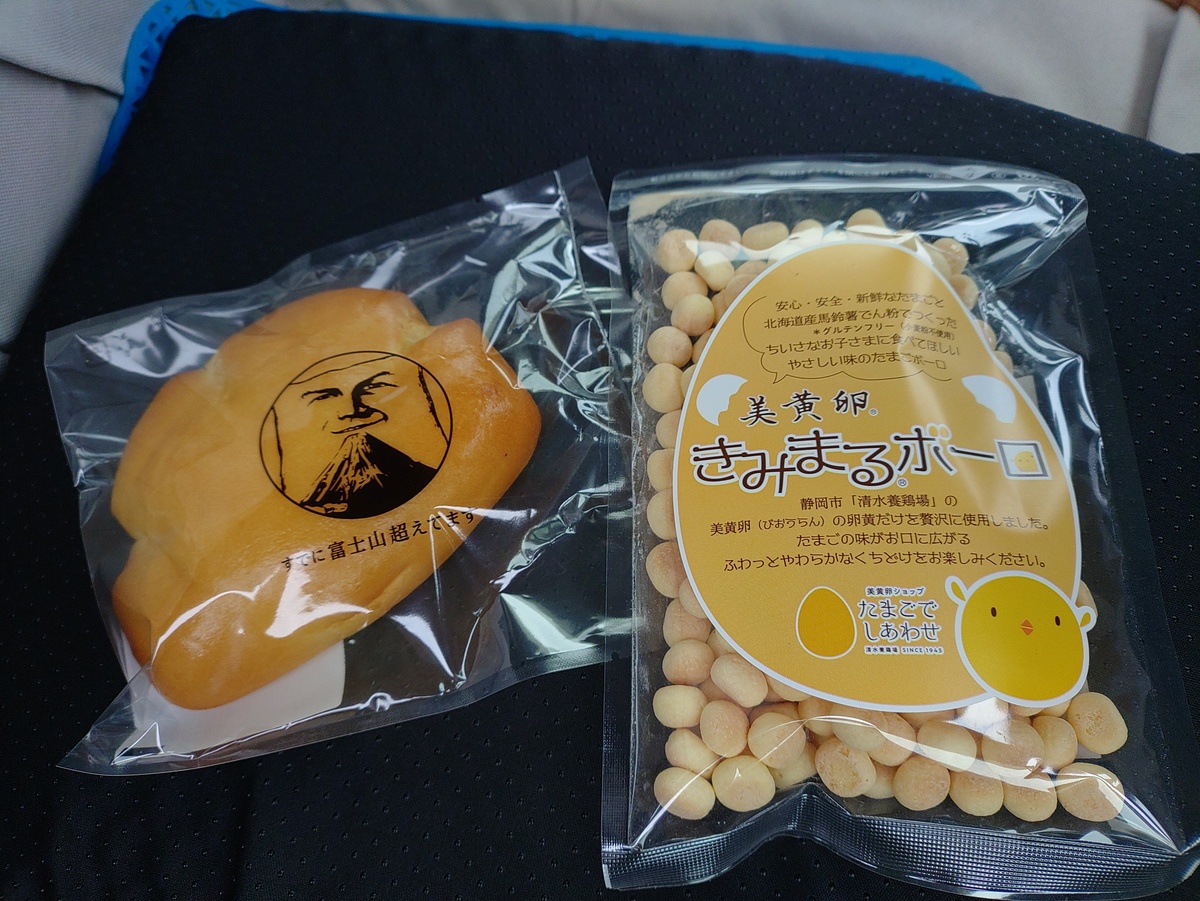 すでに富士山超えてます
安心・安全・新鮮なたまごと
北海道産馬鈴薯でん粉でつくった
*グルテンフリー(小麦粉不使用)
ちいさなお子さまに食べてほしい
やさしい味のたまごボーロ
美黄卵®
きみまる®ボーロ
静岡市「清水養鶏場」の
美黄卵(びおうらん)の卵黄だけを贅沢に使用しました。
たまごの味がお口に広がる
ふわっとやわらかなくちどけをお楽しみください。
美黄卵ショップ
たまごで
しあわせ
清水養鶏場 SINCE 1945